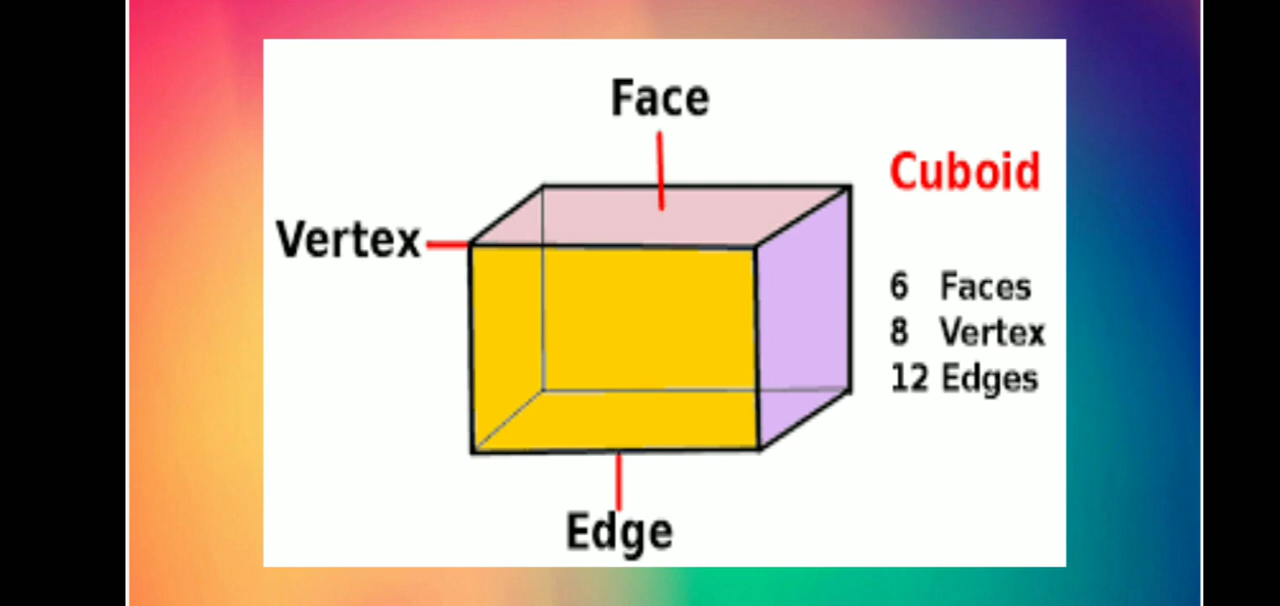 Face
Cuboid
Vertex
6 Faces
8 Vertex
12 Edges
Edge